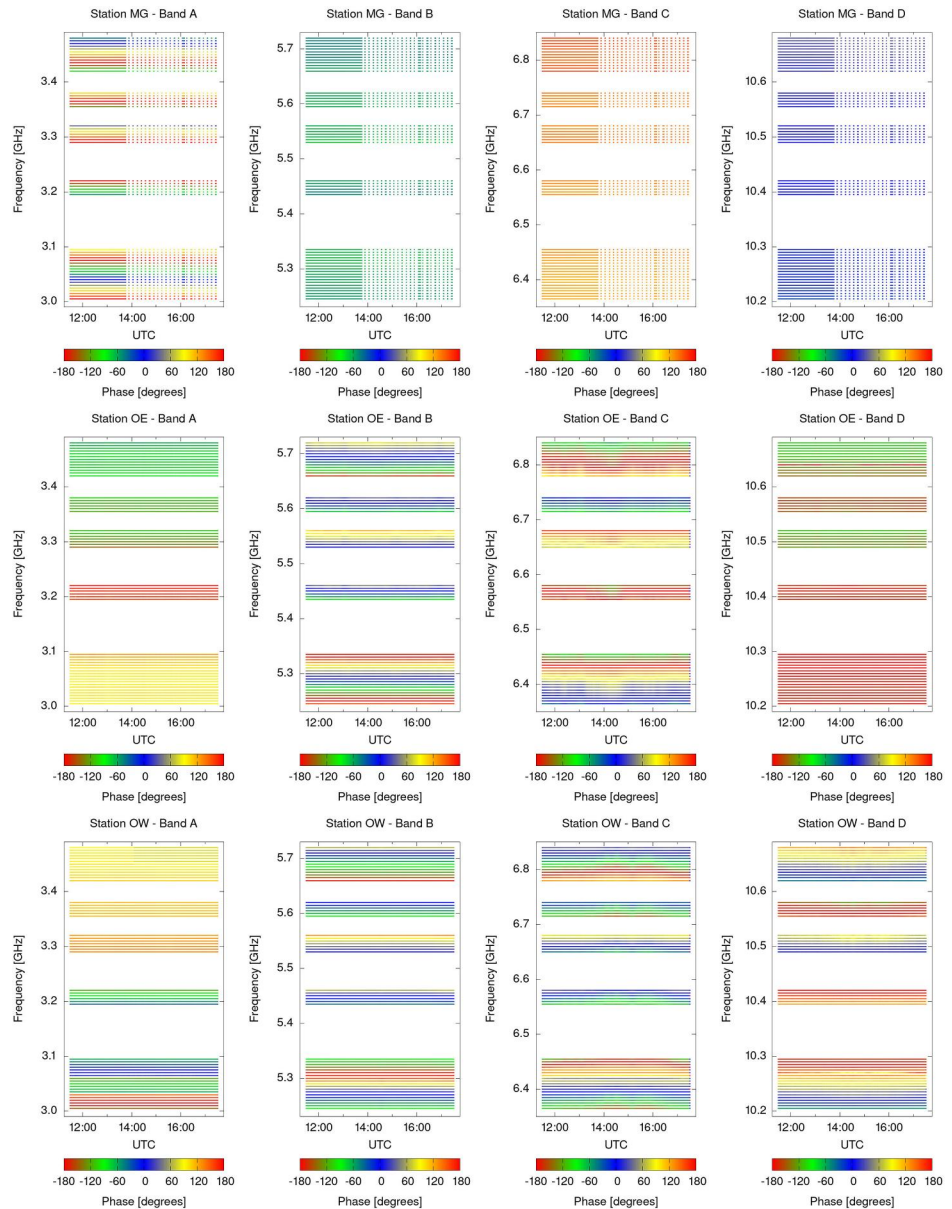 Station MG - Band A
Station MG - Band B
Station MG - Band C
Station MG - Band D
Frequency [GHz]
3.4
3.3
3.2
3.1
3.0
12:00 14:00 16:00
UTC
-180 -120 -60 0 60 120 180
Phase [degrees]
Frequency [GHz]
5.7
5.6
5.5
5.4
5.3
12:00 14:00 16:00
UTC
-180 -120 -60 0 60 120 180
Phase [degrees]
Frequency [GHz]
6.8
6.7
6.6
6.5
6.4
12:00 14:00 16:00
UTC
-180 -120 -60 0 60 120 180
Phase [degrees]
Frequency [GHz]
10.6
10.5
10.4
10.3
10.2
12:00 14:00 16:00
UTC
-180 -120 -60 0 60 120 180
Phase [degrees]
Station OE - Band A
Station OE - Band B
Station OE - Band C
Station OE - Band D
Frequency [GHz]
3.4
3.3
3.2
3.1
3.0
12:00 14:00 16:00
UTC
-180 -120 -60 0 60 120 180
Phase [degrees]
Frequency [GHz]
5.7
5.6
5.5
5.4
5.3
12:00 14:00 16:00
UTC
-180 -120 -60 0 60 120 180
Phase [degrees]
Frequency [GHz]
6.8
6.7
6.6
6.5
6.4
12:00 14:00 16:00
UTC
-180 -120 -60 0 60 120 180
Phase [degrees]
Frequency [GHz]
10.6
10.5
10.4
10.3
10.2
12:00 14:00 16:00
UTC
-180 -120 -60 0 60 120 180
Phase [degrees]
Station OW - Band A
Station OW - Band B
Station OW - Band C
Station OW - Band D
Frequency [GHz]
3.4
3.3
3.2
3.1
3.0
12:00 14:00 16:00
UTC
-180 -120 -60 0 60 120 180
Phase [degrees]
Frequency [GHz]
5.7
5.6
5.5
5.4
5.3
12:00 14:00 16:00
UTC
-180 -120 -60 0 60 120 180
Phase [degrees]
Frequency [GHz]
6.8
6.7
6.6
6.5
6.4
12:00 14:00 16:00
UTC
-180 -120 -60 0 60 120 180
Phase [degrees]
Frequency [GHz]
10.6
10.5
10.4
10.3
10.2
12:00 14:00 16:00
UTC
-180 -120 -60 0 60 120 180
Phase [degrees]